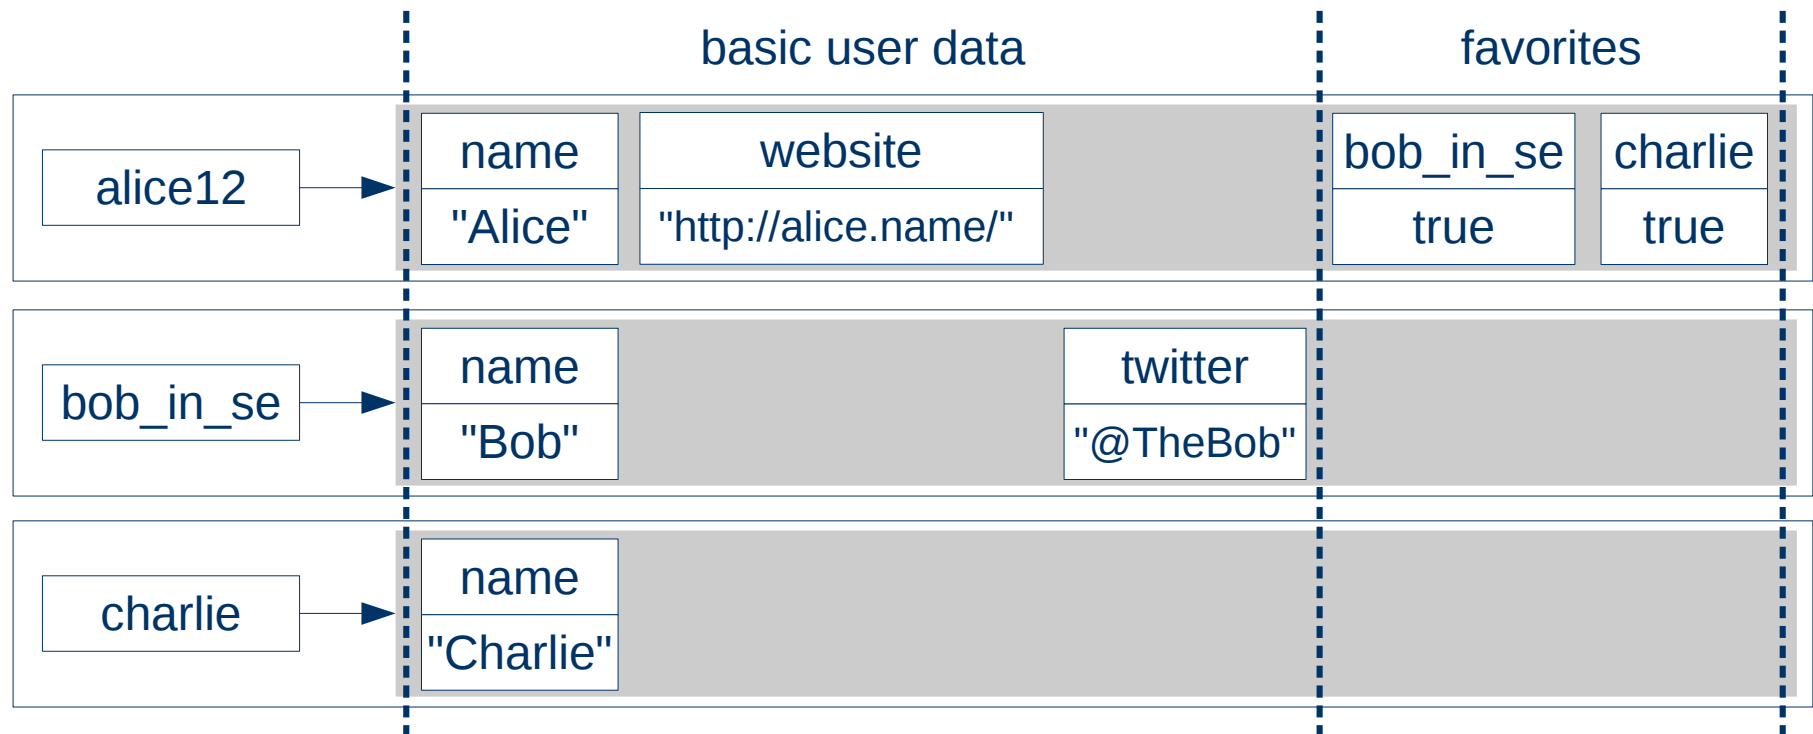 basic user data
favorites
alice12
name
website
bob_in_se
charlie
"Alice"
"http://alice.name/"
true
true
bob_in_se
name
twitter
"Bob"
"@TheBob"
charlie
name
"Charlie"